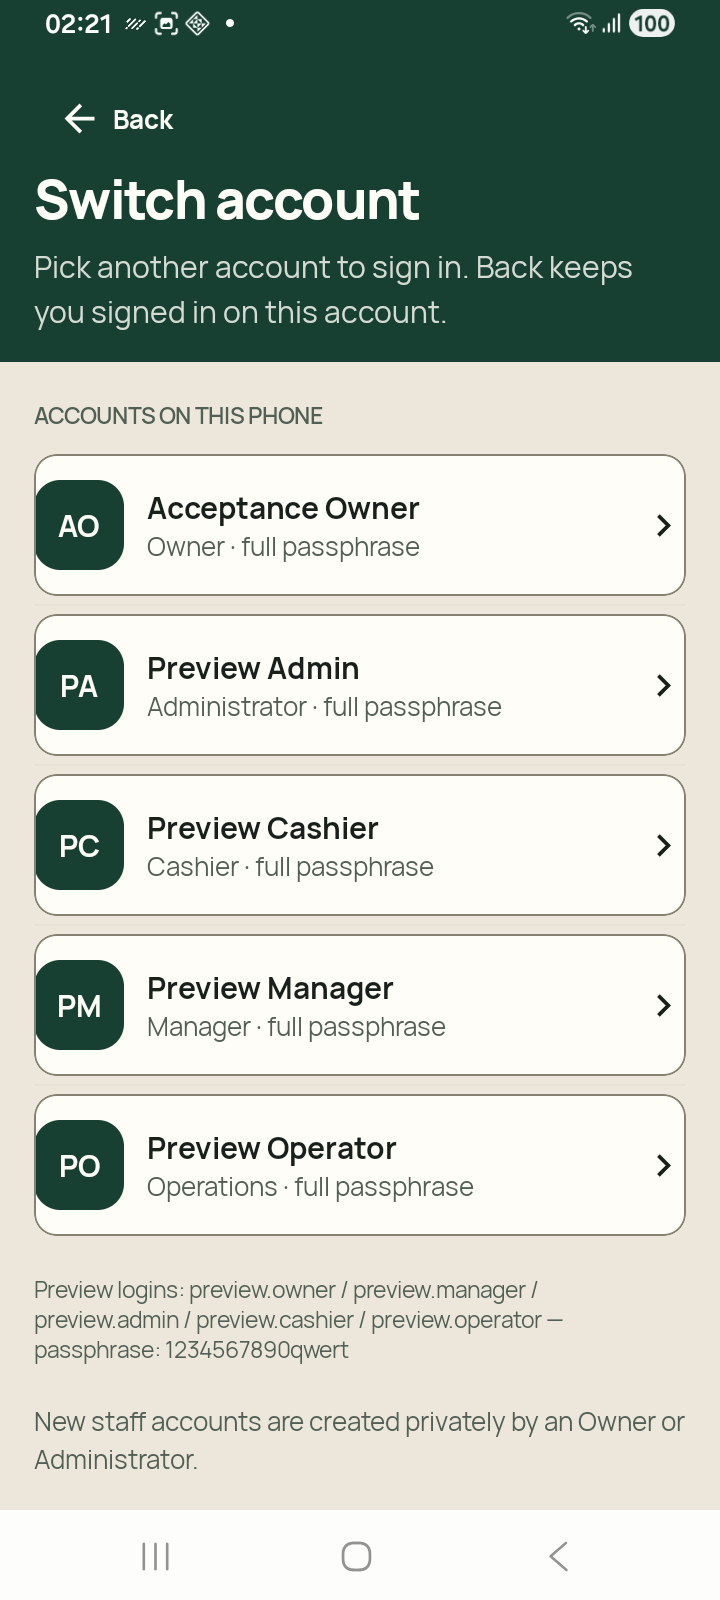 02:21
100
Back
Switch account
Pick another account to sign in. Back keeps
you signed in on this account.
ACCOUNTS ON THIS PHONE
AO
Acceptance Owner
Owner · full passphrase
PA
Preview Admin
Administrator · full passphrase
PC
Preview Cashier
Cashier · full passphrase
PM
Preview Manager
Manager · full passphrase
PO
Preview Operator
Operations · full passphrase
Preview logins: preview.owner / preview.manager /
preview.admin / preview.cashier / preview.operator —
passphrase: 1234567890qwert
New staff accounts are created privately by an Owner or
Administrator.